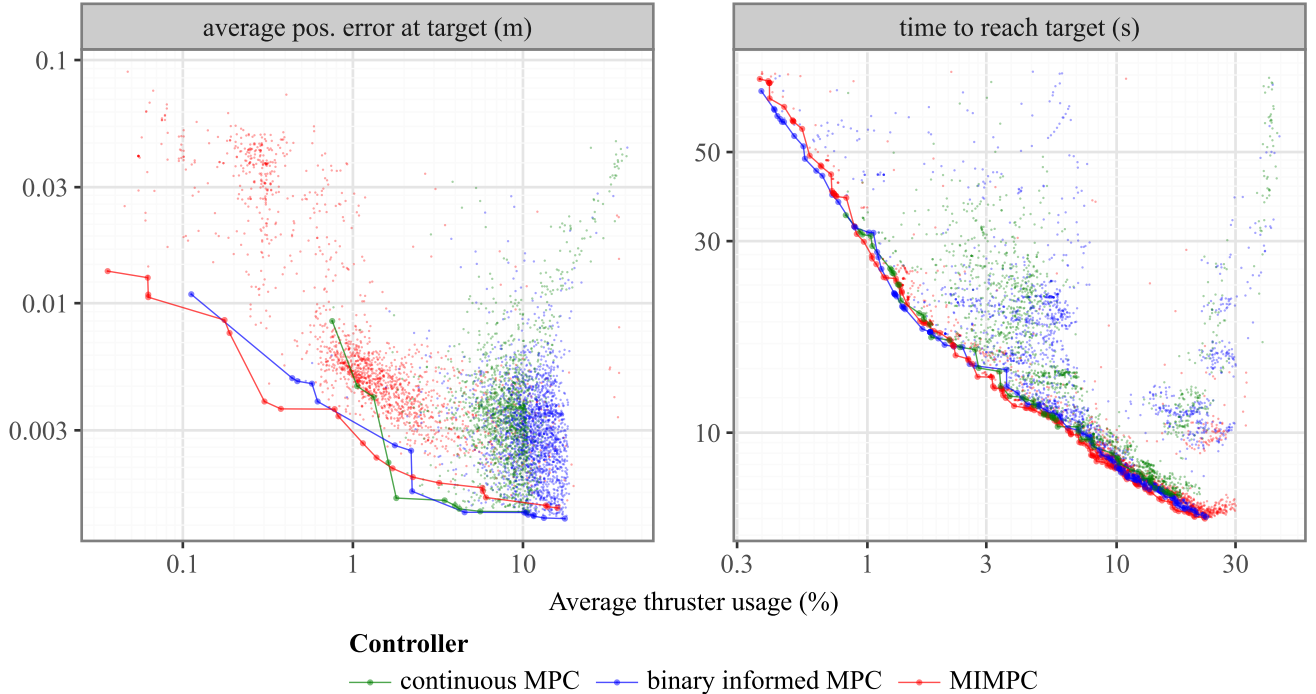 average pos. error at target (m)
time to reach target (s)
0.1
0.03
0.01
0.003
0.1 1 10
50
30
10
0.3 1 3 10 30
Average thruster usage (%)
Controller
continuous MPC binary informed MPC MIMPC